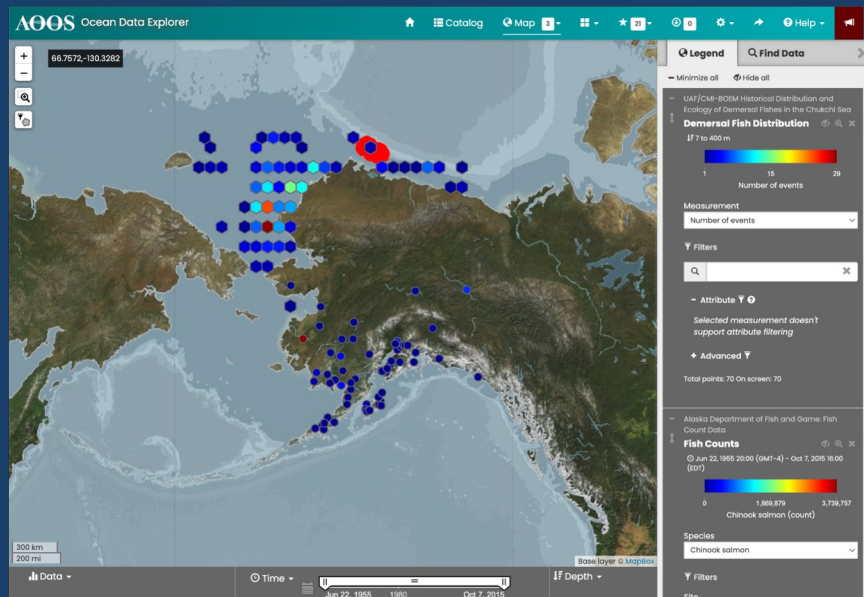 AOOS Ocean Data Explorer
Catalog
Map 3
21
0
Help
66.7572,-130.3282
Legend
Find Data
Minimize all
Hide all
UAF/CMI-BOEM Historical Distribution and
Ecology of Demersal Fishes in the Chukchi Sea
Demersal Fish Distribution
7 to 400 m
1 15 29
Number of events
Measurement
Number of events
Filters
Attribute
Selected measurement doesn't
support attribute filtering
Advanced
Total points: 70 On screen: 70
Alaska Department of Fish and Game: Fish
Count Data
Fish Counts
Jun 22, 1955 20:00 (GMT-4) - Oct 7, 2015 16:00
(EDT)
0 1,869,879 3,739,757
Chinook salmon (count)
Species
Chinook salmon
Filters
Site
300 km
200 mi
Base layer © MapBox
Data
Time
Jun 22, 1955 1980 Oct 7, 2015
Depth